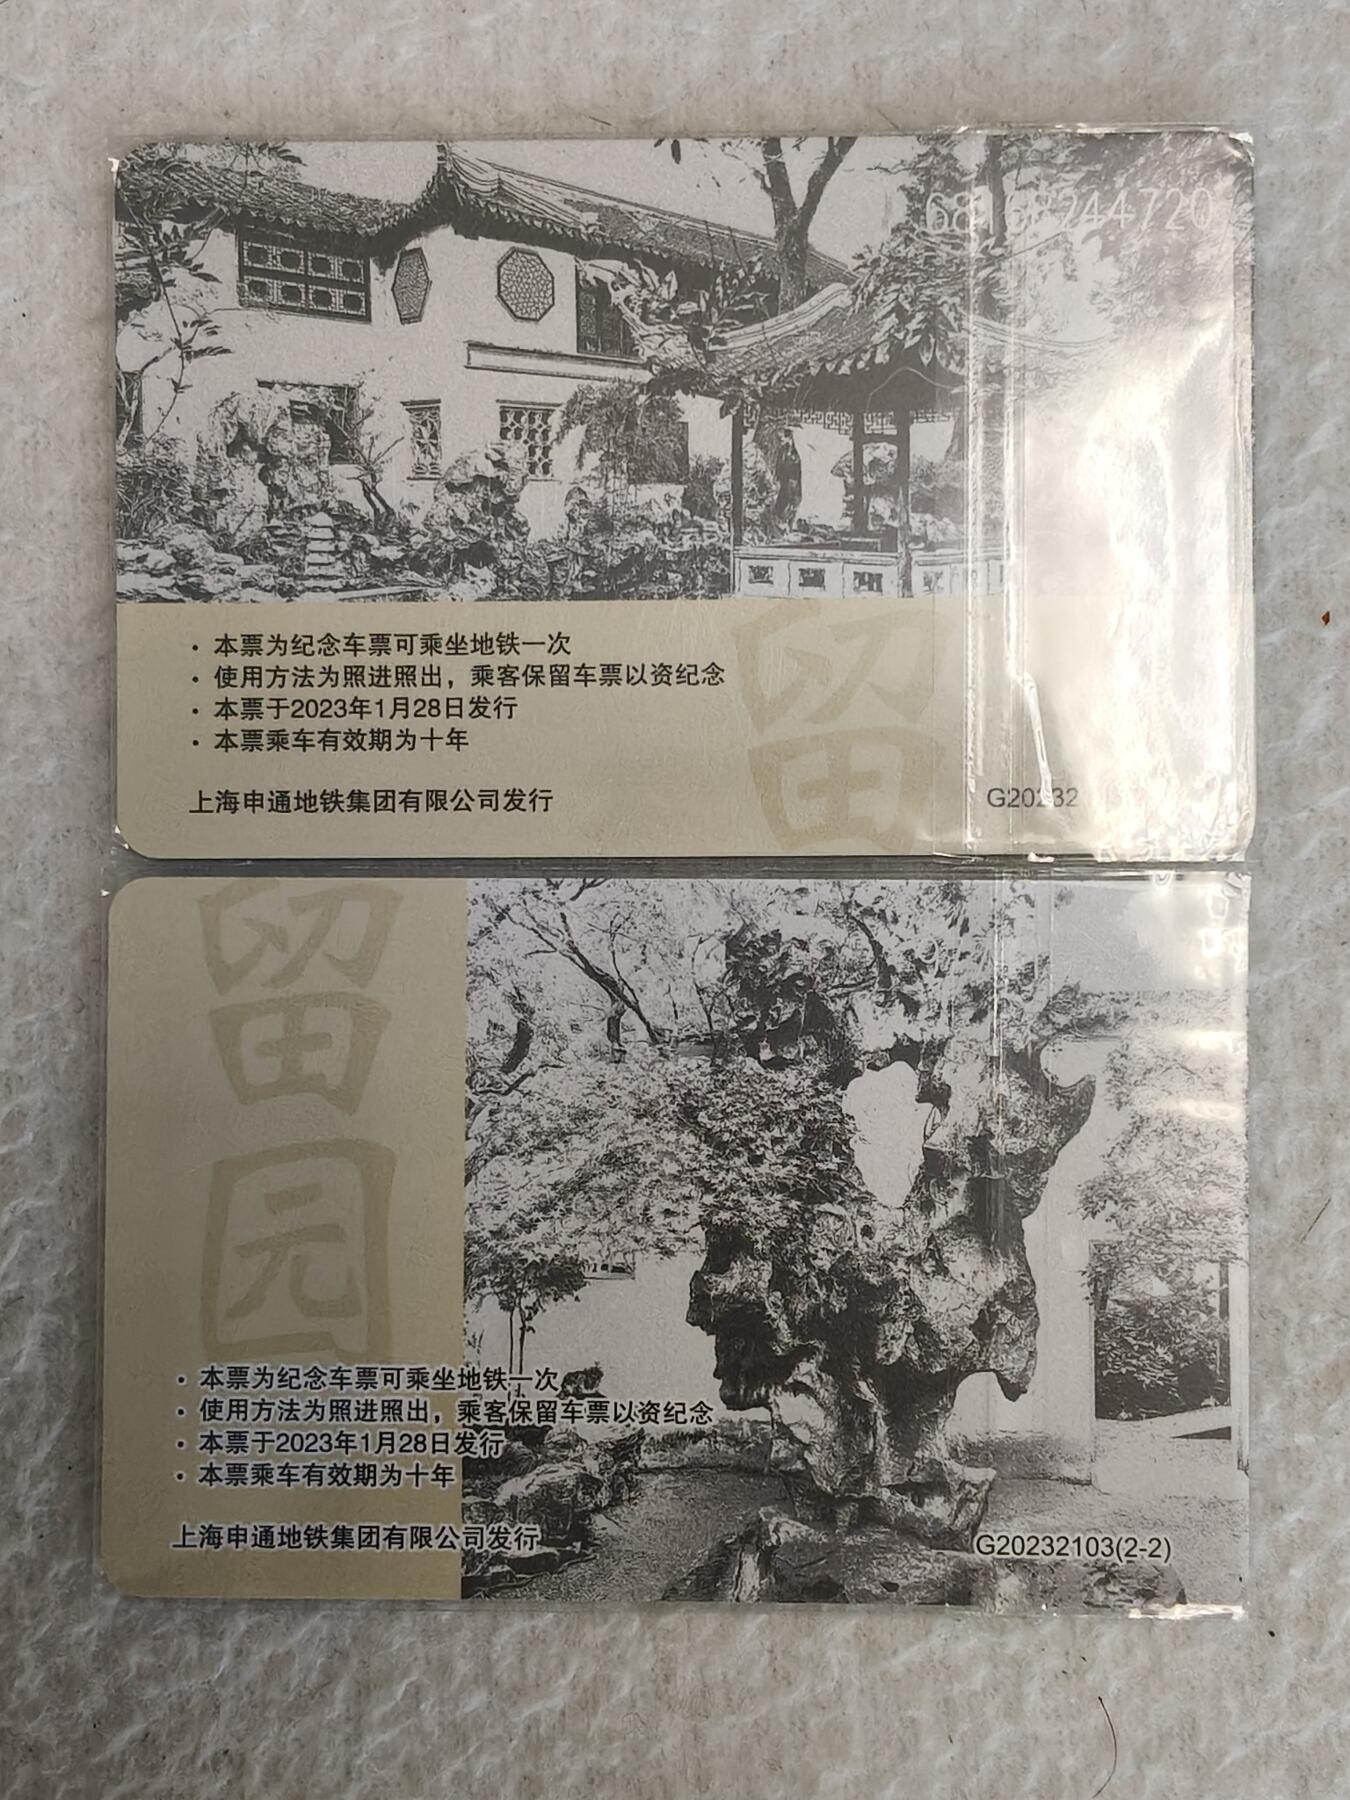 68168244720
· 本票为纪念车票可乘坐地铁一次
· 使用方法为照进照出，乘客保留车票以资纪念
· 本票于2023年1月28日发行
· 本票乘车有效期为十年
留
上海申通地铁集团有限公司发行
G20232
留园
· 本票为纪念车票可乘坐地铁一次
· 使用方法为照进照出，乘客保留车票以资纪念
· 本票于2023年1月28日发行
· 本票乘车有效期为十年
上海申通地铁集团有限公司发行
G20232103(2-2)